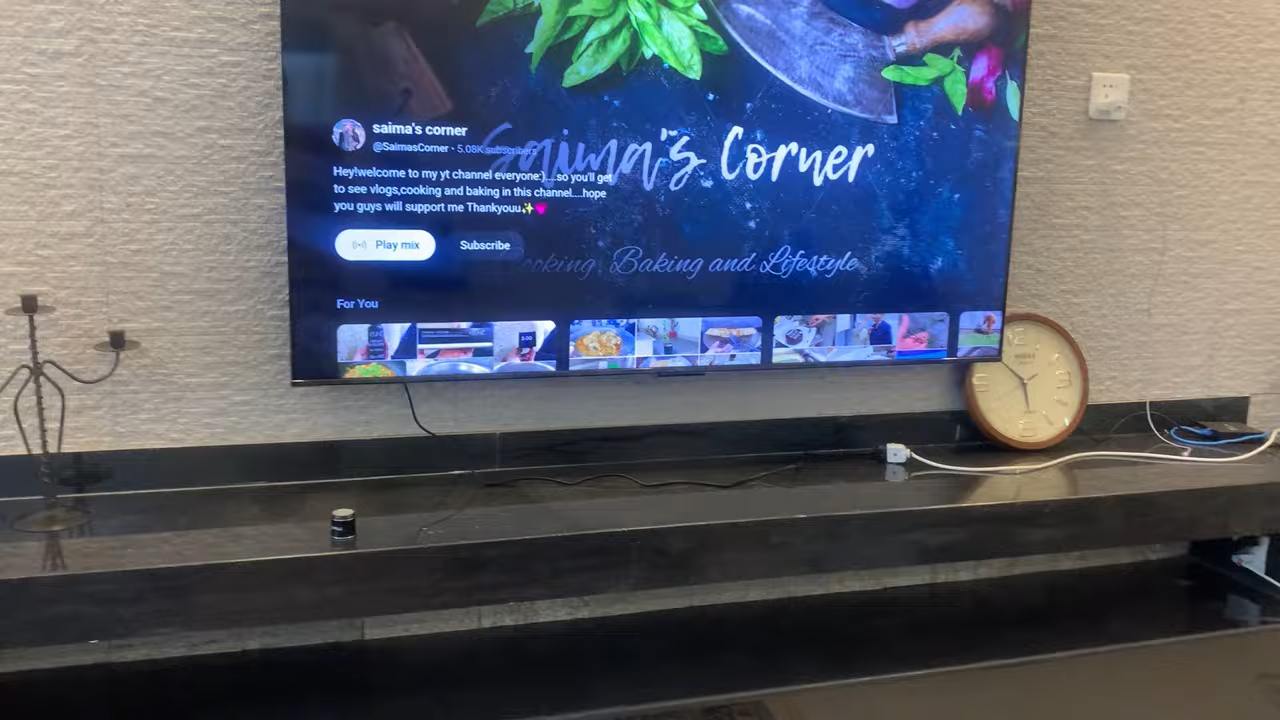 saima's corner
@SaimasCorner · 5.08K subscribers
Saima's Corner
Hey!welcome to my yt channel everyone:)....so you'll get
to see vlogs,cooking and baking in this channel....hope
you guys will support me Thankyouu✨💗
Play mix
Subscribe
Baking and Lifestyle
For You